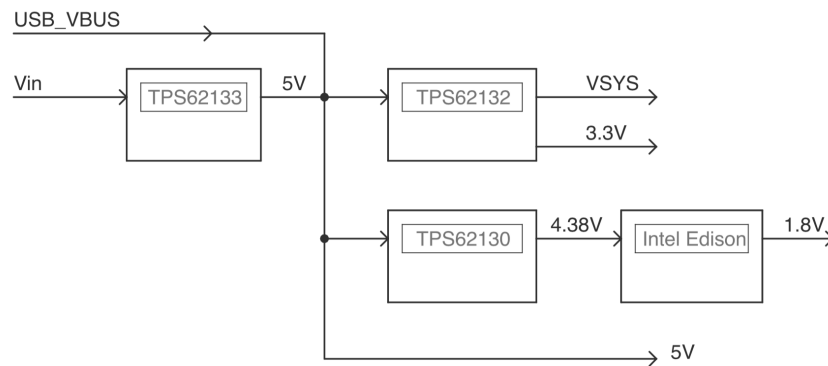 USB_VBUS
Vin
TPS62133
5V
TPS62132
VSYS
3.3V
TPS62130
4.38V
Intel Edison
1.8V
5V